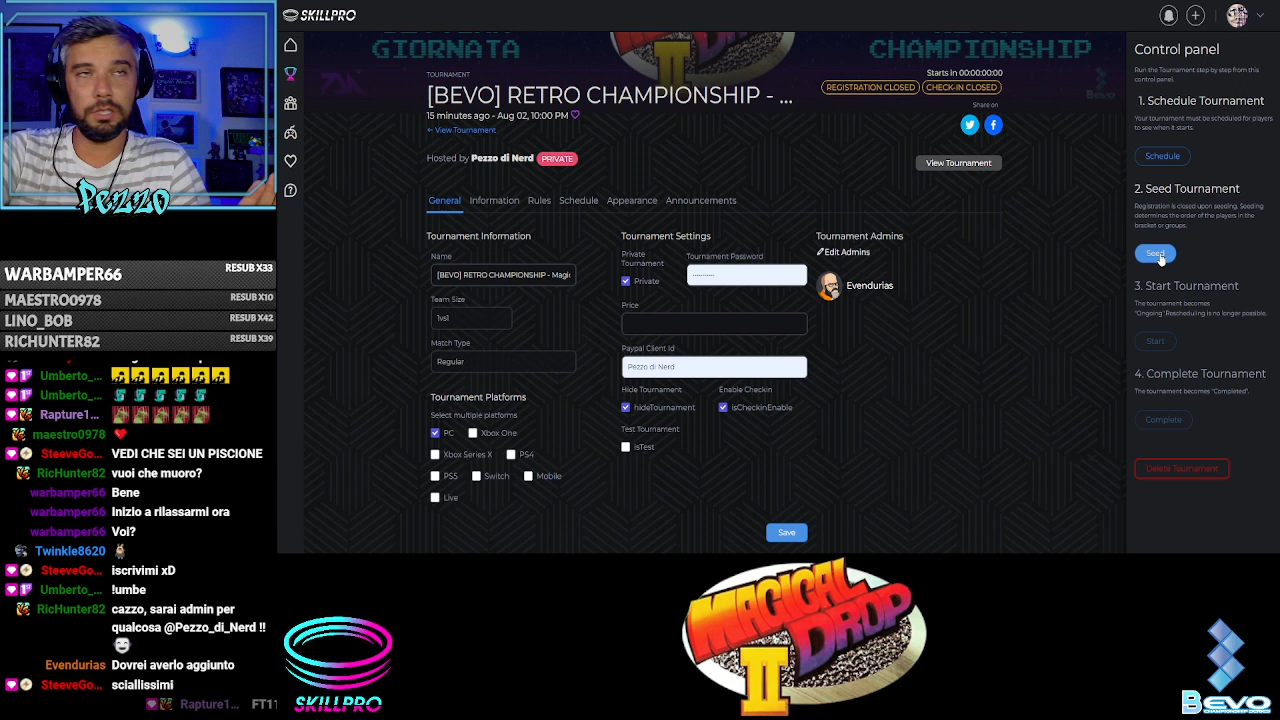 SKILLPRO
GIORNATA
CHAMPIONSHIP
TOURNAMENT
Starts in 00:00:00:00
[BEVO] RETRO CHAMPIONSHIP - ...
REGISTRATION CLOSED
CHECK-IN CLOSED
Share on
15 minutes ago - Aug 02, 10:00 PM
← View Tournament
Hosted by Pezzo di Nerd PRIVATE
View Tournament
General Information Rules Schedule Appearance Announcements
Tournament Information
Name
[BEVO] RETRO CHAMPIONSHIP - Magi
Team Size
1vs1
Match Type
Regular
Tournament Platforms
Select multiple platforms
PC Xbox One
Xbox Series X PS4
PS5 Switch Mobile
Live
Tournament Settings
Private Tournament
Private
Tournament Password
Price
Paypal Client Id
Pezzo di Nerd
Hide Tournament
hideTournament
Enable Checkin
isCheckinEnable
Test Tournament
isTest
Save
Tournament Admins
Edit Admins
Evendurias
Control panel
Run the Tournament step by step from this
control panel.
1. Schedule Tournament
Your tournament must be scheduled for players
to see when it starts.
Schedule
2. Seed Tournament
Registration is closed upon seeding. Seeding
determines the order of the players in the
bracket or groups.
Seed
3. Start Tournament
The tournament becomes
"Ongoing".Rescheduling is no longer possible.
Start
4. Complete Tournament
The tournament becomes "Completed".
Complete
Delete Tournament
Pezzo
WARBAMPER66 RESUB X33
MAESTRO0978 RESUB X10
LINO_BOB RESUB X42
RICHUNTER82 RESUB X39
Umberto_...
Umberto_...
Rapture1...
maestro0978
SteeveGo... VEDI CHE SEI UN PISCIONE
RicHunter82 vuoi che muoro?
warbamper66 Bene
warbamper66 Inizio a rilassarmi ora
warbamper66 Voi?
Twinkle8620
SteeveGo... iscrivimi xD
Umberto_... !umbe
RicHunter82 cazzo, sarai admin per
qualcosa @Pezzo_di_Nerd !!
Evendurias Dovrei averlo aggiunto
SteeveGo... sciallissimi
Rapture1... FT11
SKILLPRO
MAGICAL
DROP
II
BEVO
CHAMPIONSHIP SERIES